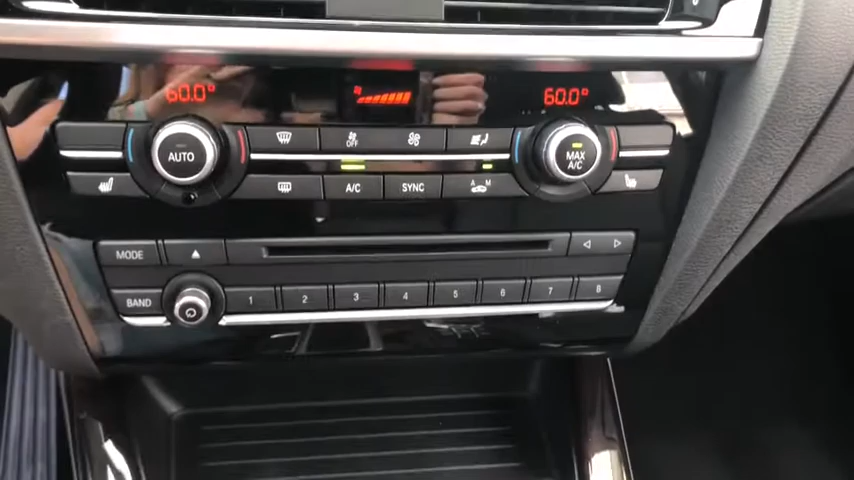 60.0° 60.0°
OFF
AUTO MAX A/C
A/C SYNC M
MODE
BAND 1 2 3 4 5 6 7 8